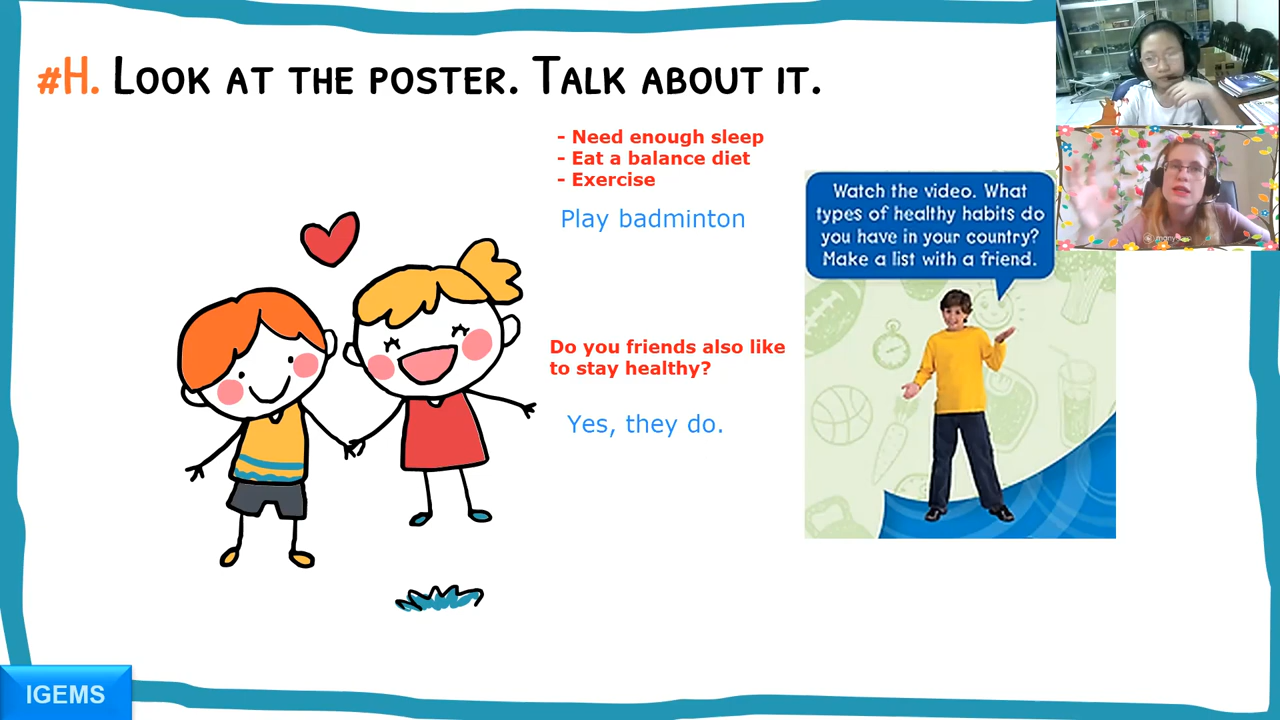 #H. Look at the poster. Talk about it.
- Need enough sleep
- Eat a balance diet
- Exercise
Play badminton
Watch the video. What
types of healthy habits do
you have in your country?
Make a list with a friend.
Do you friends also like
to stay healthy?
Yes, they do.
IGEMS